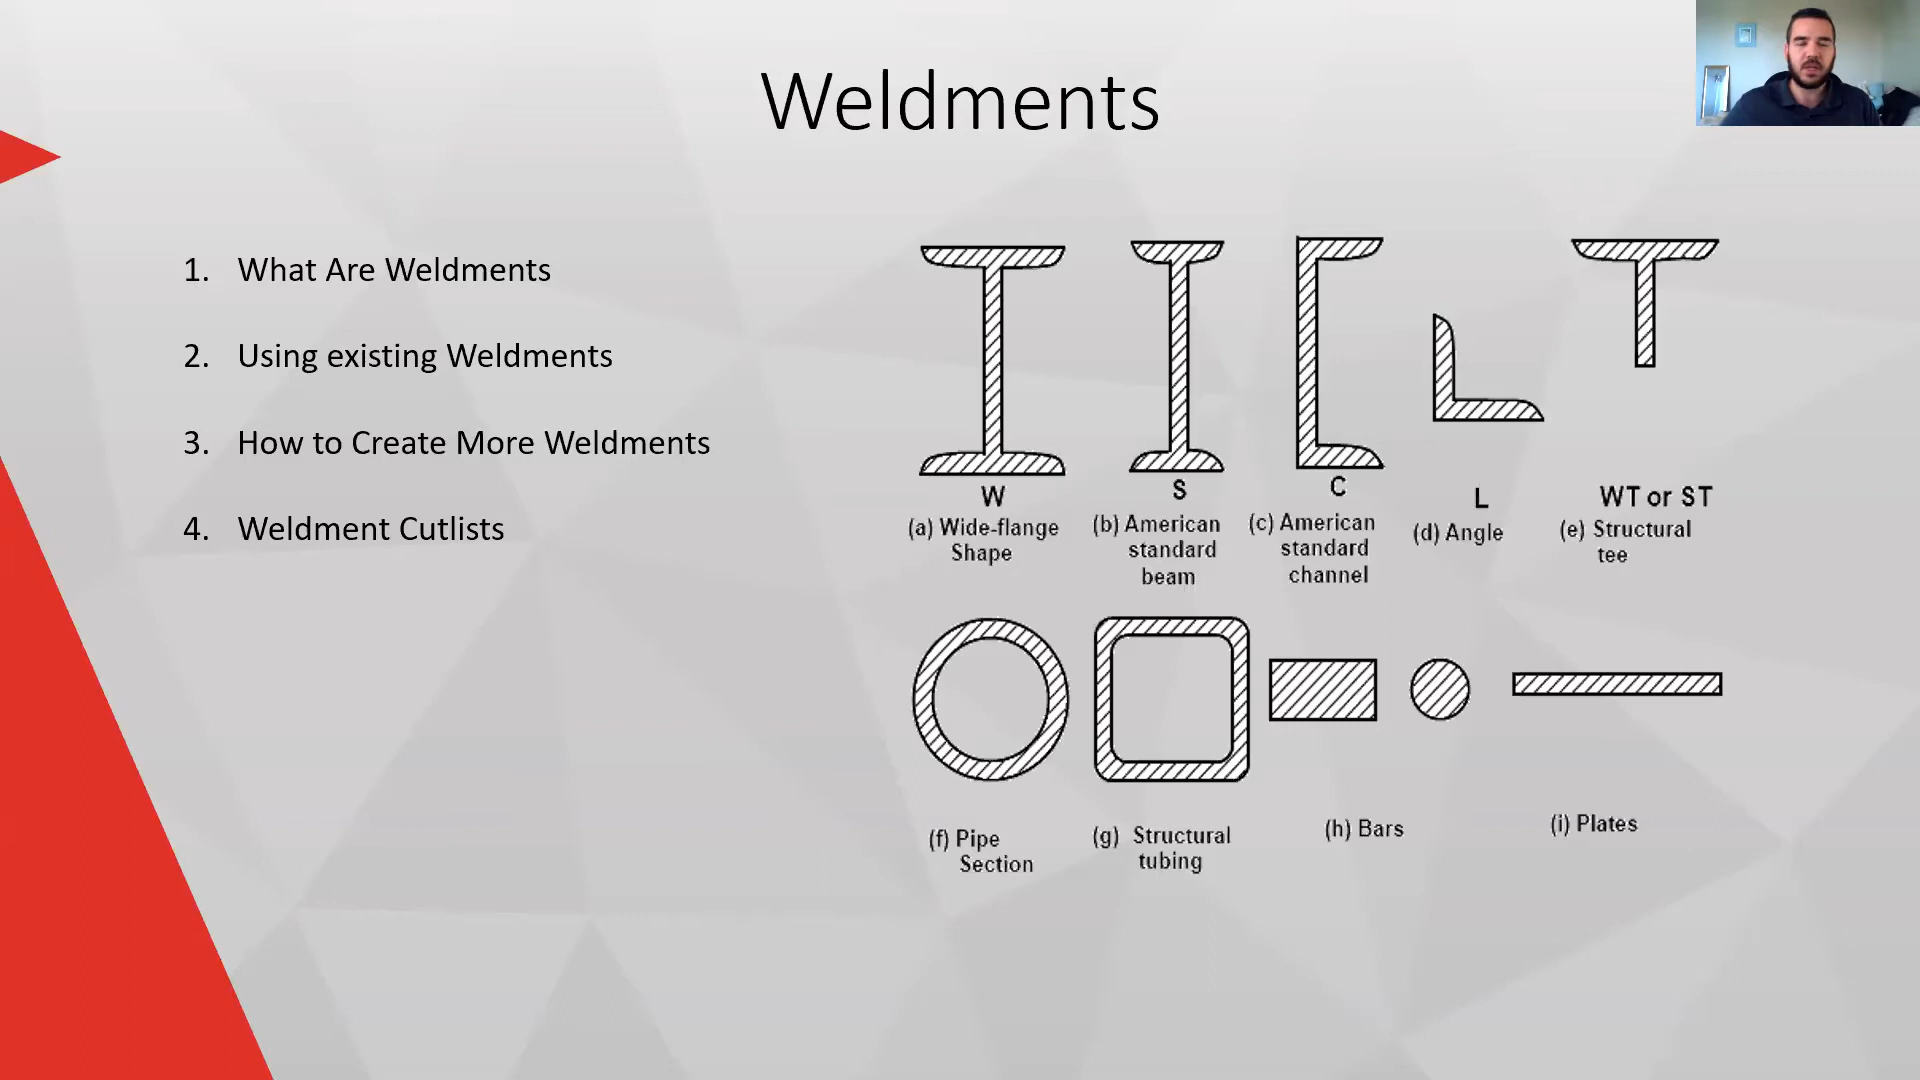 Weldments
1. What Are Weldments
2. Using existing Weldments
3. How to Create More Weldments
4. Weldment Cutlists
W
(a) Wide-flange
Shape
S
(b) American
standard
beam
C
(c) American
standard
channel
L
(d) Angle
WT or ST
(e) Structural
tee
(f) Pipe
Section
(g) Structural
tubing
(h) Bars
(i) Plates